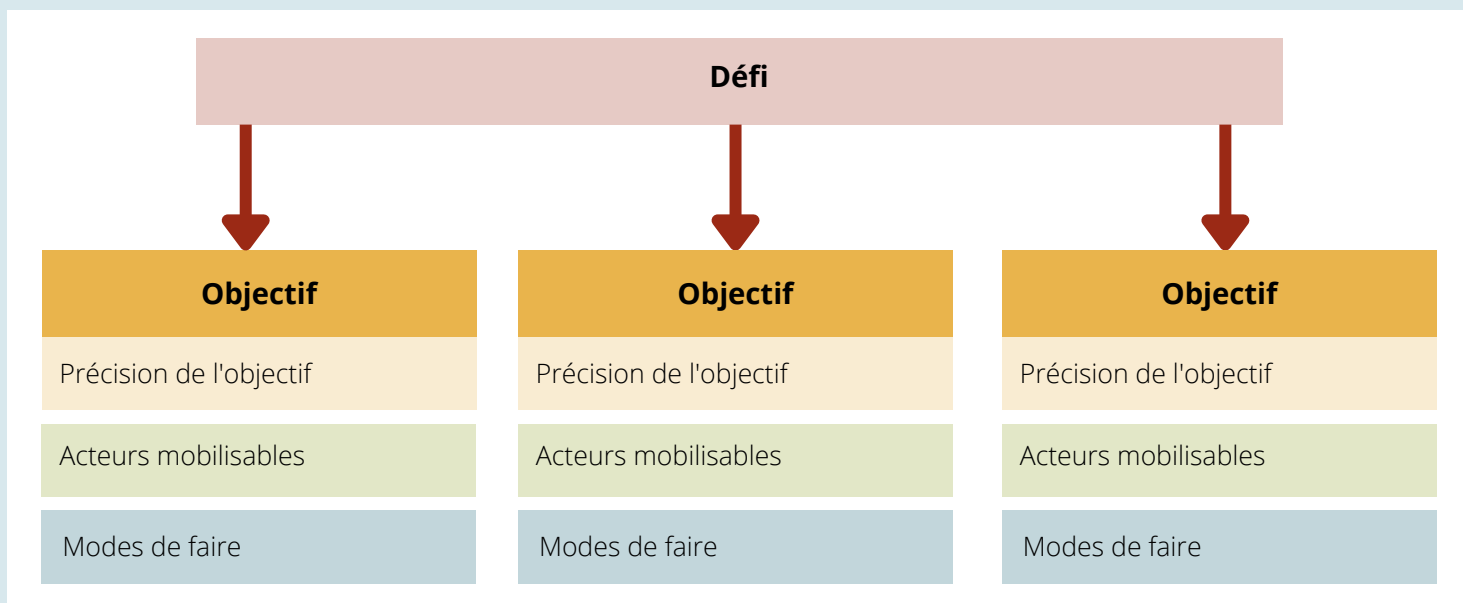 Défi
Objectif
Objectif
Objectif
Précision de l'objectif
Précision de l'objectif
Précision de l'objectif
Acteurs mobilisables
Acteurs mobilisables
Acteurs mobilisables
Modes de faire
Modes de faire
Modes de faire